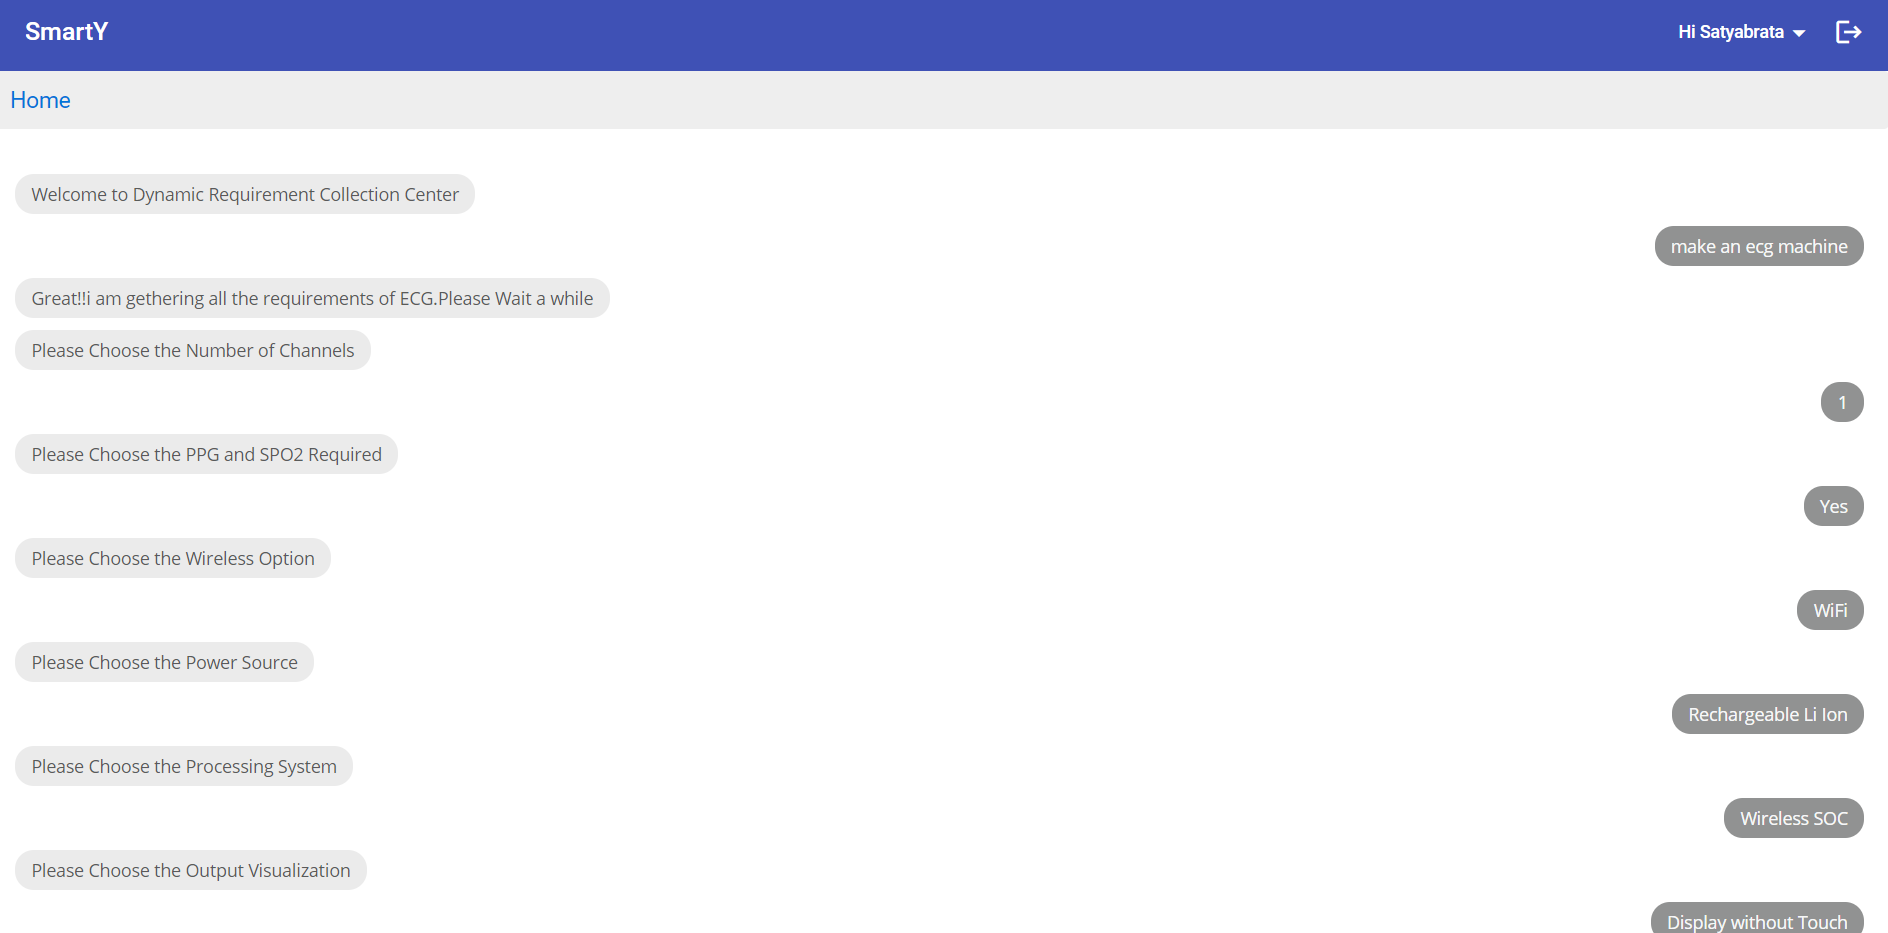 SmartY
Hi Satyabrata
Home
Welcome to Dynamic Requirement Collection Center
make an ecg machine
Great!!i am gethering all the requirements of ECG.Please Wait a while
Please Choose the Number of Channels
1
Please Choose the PPG and SPO2 Required
Yes
Please Choose the Wireless Option
WiFi
Please Choose the Power Source
Rechargeable Li Ion
Please Choose the Processing System
Wireless SOC
Please Choose the Output Visualization
Display without Touch